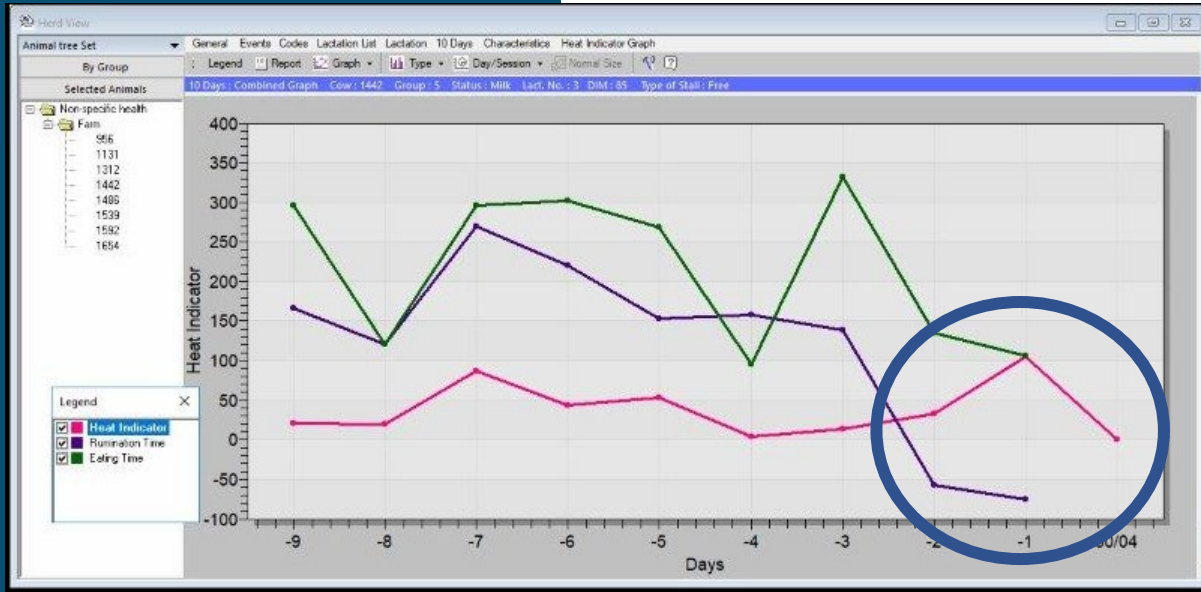 Herd View
Animal tree Set
General Events Codes Lactation List Lactation 10 Days Characteristics Heat Indicator Graph
By Group
Legend Report Graph Type Day/Session Normal Size
Selected Animals
10 Days : Combined Graph Cow : 1442 Group : 5 Status : Milk Lact. No. : 3 DIM : 85 Type of Stall : Free
Non-specific health
Farm
956
1131
1312
1442
1486
1539
1592
1654
400
350
300
250
200
150
100
50
0
-50
-100
Heat Indicator
Legend
Heat Indicator
Rumination Time
Eating Time
-9 -8 -7 -6 -5 -4 -3 -2 -1
Days